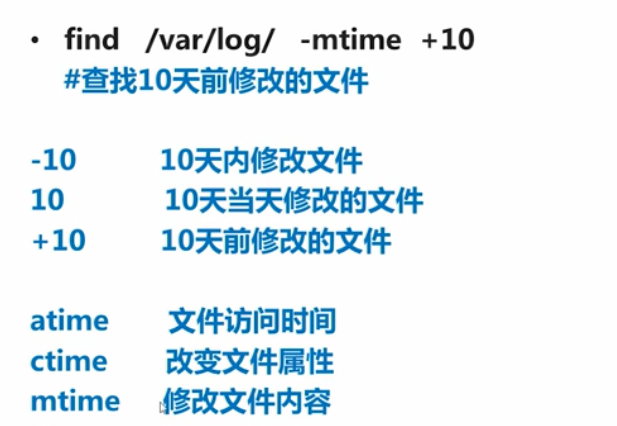 • find /var/log/ -mtime +10
#查找10天前修改的文件
-10 10天内修改文件
10 10天当天修改的文件
+10 10天前修改的文件
atime 文件访问时间
ctime 改变文件属性
mtime 修改文件内容